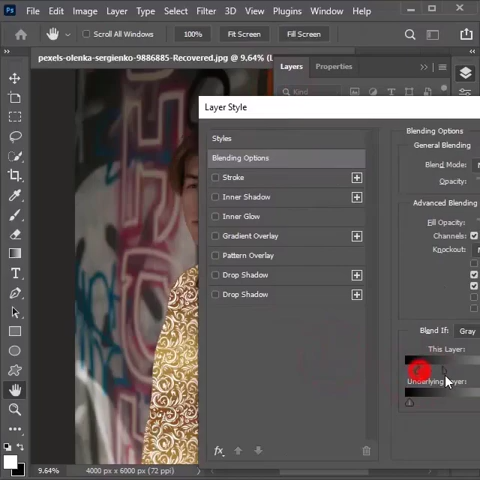 Ps File Edit Image Layer Type Select Filter 3D View Plugins Window Help
Scroll All Windows 100% Fit Screen Fill Screen
pexels-olenka-sergienko-9886885-Recovered.jpg @ 9.64% (L
Layers Properties
Kind
Layer Style
Styles
Blending Options
Stroke
Inner Shadow
Inner Glow
Gradient Overlay
Pattern Overlay
Drop Shadow
Drop Shadow
fx
Blending Options
General Blending
Blend Mode:
Opacity:
Advanced Blending
Fill Opacity:
Channels:
Knockout:
Blend If: Gray
This Layer:
Underlying Layer:
9.64% 4000 px x 6000 px (72 ppi)